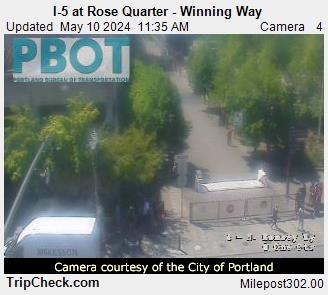 I-5 at Rose Quarter - Winning Way
Updated May 10 2024 11:35 AM Camera 4
PBOT
PORTLAND BUREAU OF TRANSPORTATION
Camera courtesy of the City of Portland
TripCheck.com
Milepost302.00